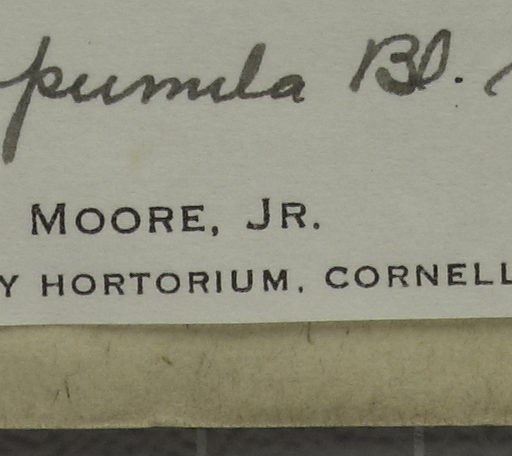 pumila Bl.
MOORE, JR.
Y HORTORIUM, CORNELL